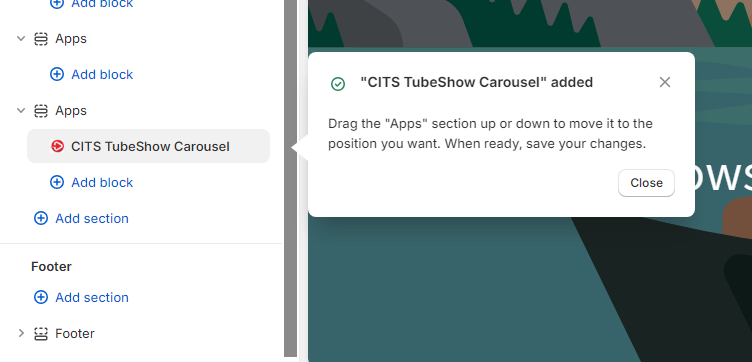 Add block
Apps
Add block
Apps
CITS TubeShow Carousel
Add block
Add section
Footer
Add section
Footer
"CITS TubeShow Carousel" added
Drag the "Apps" section up or down to move it to the
position you want. When ready, save your changes.
Close